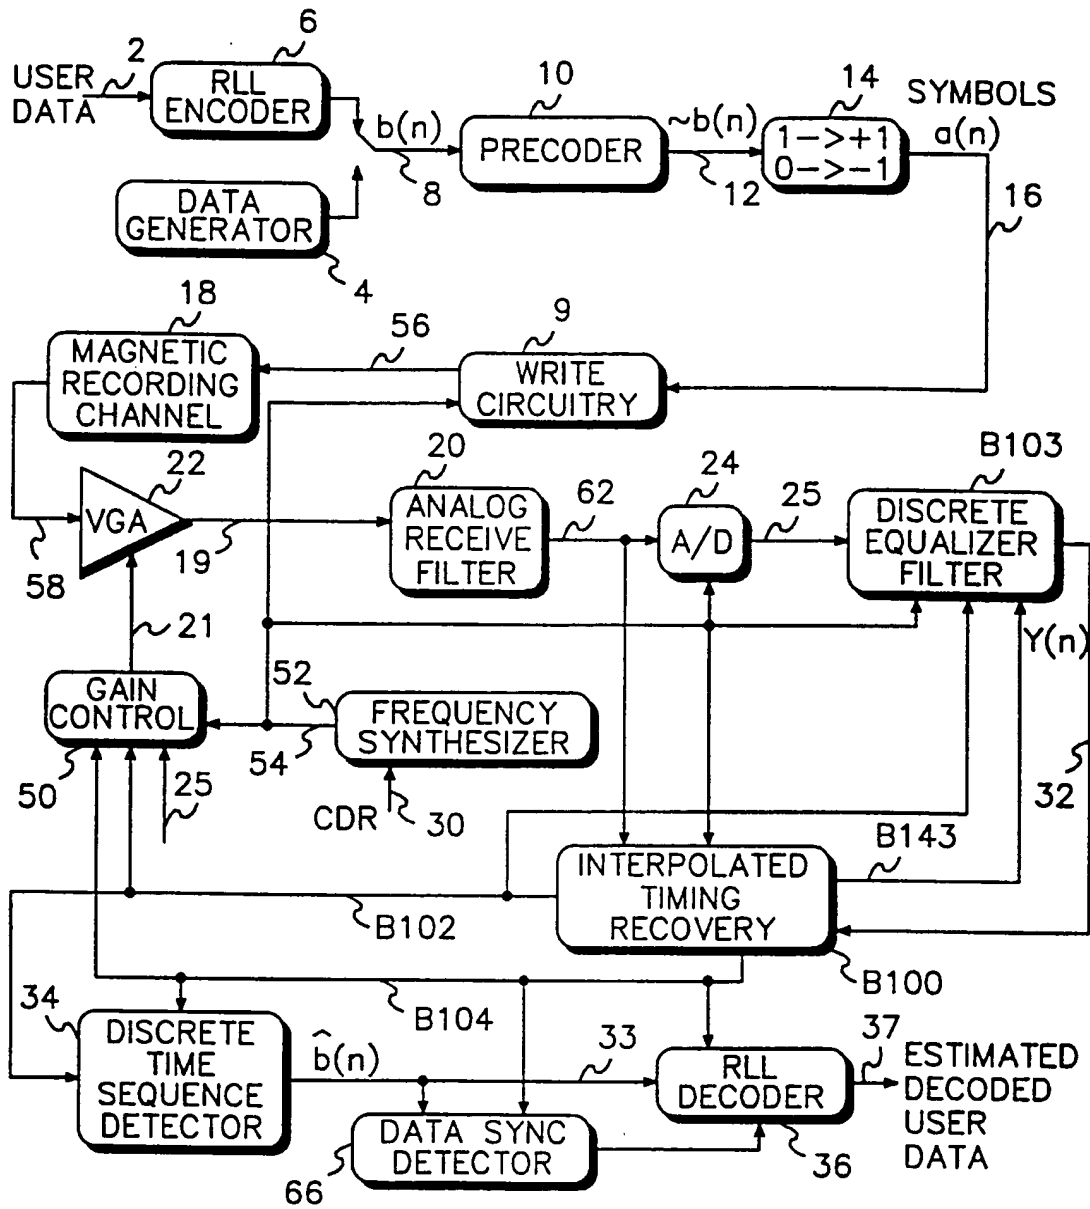 6
2
USER
DATA
RLL
ENCODER
b(n)
8
10
PRECODER
~b(n)
12
14
1->+1
0->-1
SYMBOLS
a(n)
16
DATA
GENERATOR
4
18
MAGNETIC
RECORDING
CHANNEL
56
9
WRITE
CIRCUITRY
22
VGA
58
19
20
ANALOG
RECEIVE
FILTER
62
24
A/D
25
B103
DISCRETE
EQUALIZER
FILTER
Y(n)
32
21
GAIN
CONTROL
50
25
52
FREQUENCY
SYNTHESIZER
54
CDR
30
B143
INTERPOLATED
TIMING
RECOVERY
B102
B100
B104
34
DISCRETE
TIME
SEQUENCE
DETECTOR
b̂(n)
33
RLL
DECODER
36
37
ESTIMATED
DECODED
USER
DATA
DATA SYNC
DETECTOR
66